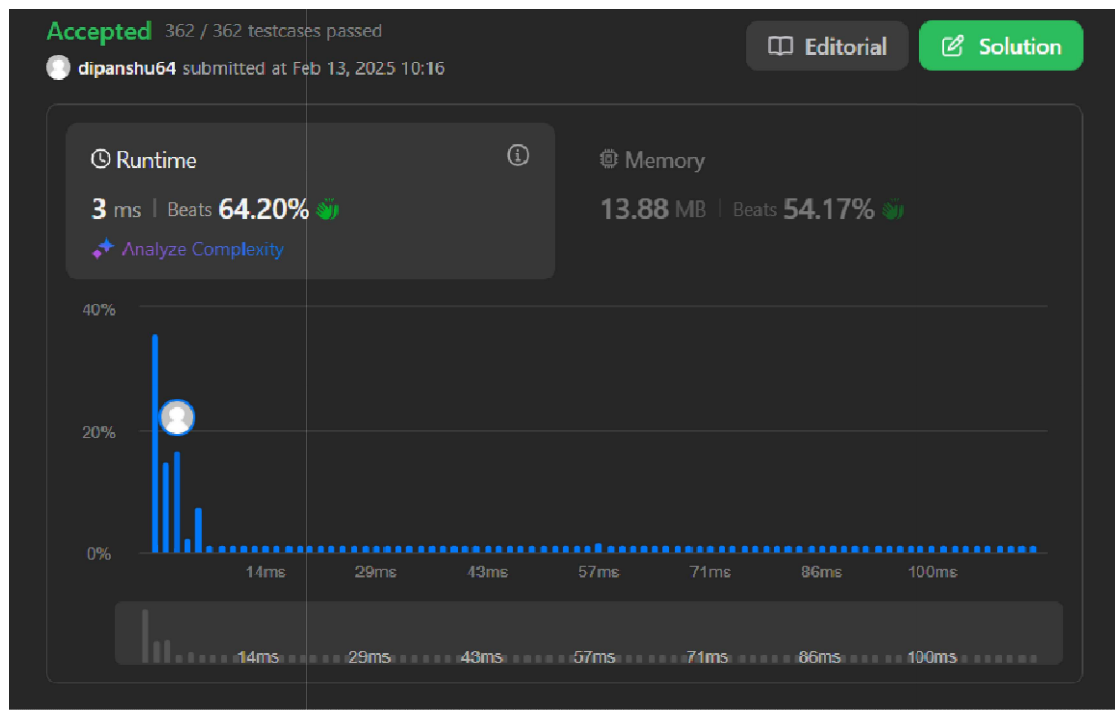 Accepted 362 / 362 testcases passed
Editorial Solution
dipanshu64 submitted at Feb 13, 2025 10:16
Runtime
Memory
3 ms | Beats 64.20%
13.88 MB | Beats 54.17%
Analyze Complexity
40%
20%
0%
14ms 29ms 43ms 57ms 71ms 86ms 100ms
14ms 29ms 43ms 57ms 71ms 86ms 100ms